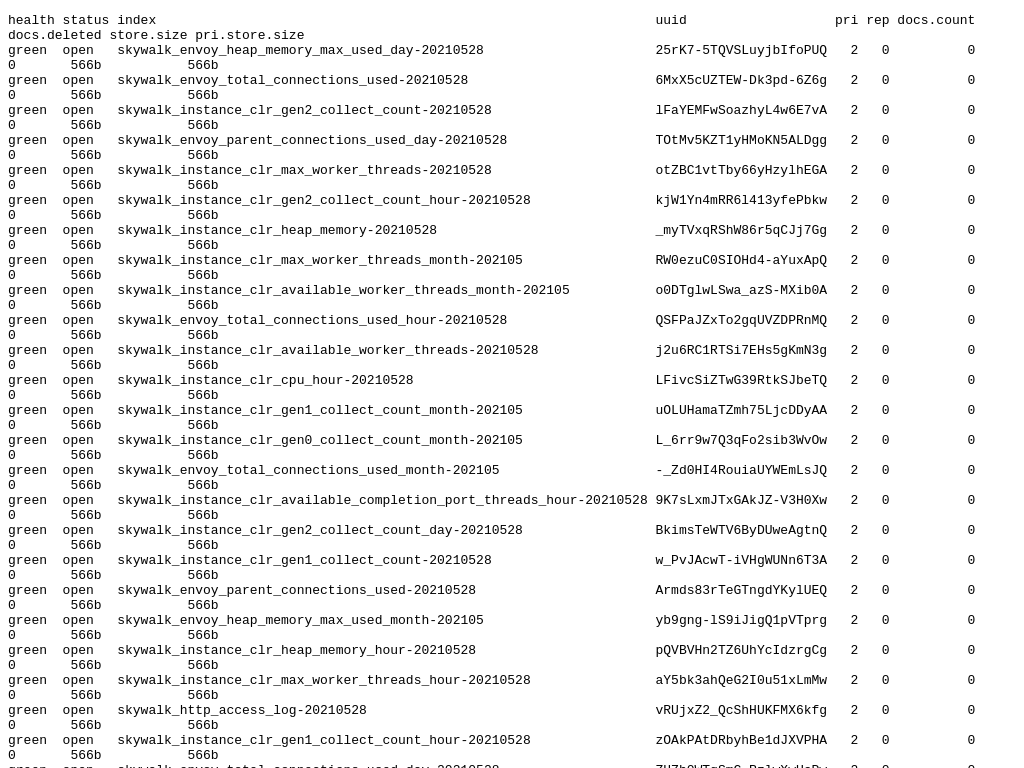 health status index                                                                uuid                   pri rep docs.count
docs.deleted store.size pri.store.size
green  open   skywalk_envoy_heap_memory_max_used_day-20210528                      25rK7-5TQVSLuyjbIfoPUQ   2   0          0
0       566b           566b
green  open   skywalk_envoy_total_connections_used-20210528                        6MxX5cUZTEW-Dk3pd-6Z6g   2   0          0
0       566b           566b
green  open   skywalk_instance_clr_gen2_collect_count-20210528                     lFaYEMFwSoazhyL4w6E7vA   2   0          0
0       566b           566b
green  open   skywalk_envoy_parent_connections_used_day-20210528                   TOtMv5KZT1yHMoKN5ALDgg   2   0          0
0       566b           566b
green  open   skywalk_instance_clr_max_worker_threads-20210528                     otZBC1vtTby66yHzylhEGA   2   0          0
0       566b           566b
green  open   skywalk_instance_clr_gen2_collect_count_hour-20210528                kjW1Yn4mRR6l413yfePbkw   2   0          0
0       566b           566b
green  open   skywalk_instance_clr_heap_memory-20210528                            _myTVxqRShW86r5qCJj7Gg   2   0          0
0       566b           566b
green  open   skywalk_instance_clr_max_worker_threads_month-202105                 RW0ezuC0SIOHd4-aYuxApQ   2   0          0
0       566b           566b
green  open   skywalk_instance_clr_available_worker_threads_month-202105           o0DTglwLSwa_azS-MXib0A   2   0          0
0       566b           566b
green  open   skywalk_envoy_total_connections_used_hour-20210528                   QSFPaJZxTo2gqUVZDPRnMQ   2   0          0
0       566b           566b
green  open   skywalk_instance_clr_available_worker_threads-20210528               j2u6RC1RTSi7EHs5gKmN3g   2   0          0
0       566b           566b
green  open   skywalk_instance_clr_cpu_hour-20210528                               LFivcSiZTwG39RtkSJbeTQ   2   0          0
0       566b           566b
green  open   skywalk_instance_clr_gen1_collect_count_month-202105                 uOLUHamaTZmh75LjcDDyAA   2   0          0
0       566b           566b
green  open   skywalk_instance_clr_gen0_collect_count_month-202105                 L_6rr9w7Q3qFo2sib3WvOw   2   0          0
0       566b           566b
green  open   skywalk_envoy_total_connections_used_month-202105                    -_Zd0HI4RouiaUYWEmLsJQ   2   0          0
0       566b           566b
green  open   skywalk_instance_clr_available_completion_port_threads_hour-20210528 9K7sLxmJTxGAkJZ-V3H0Xw   2   0          0
0       566b           566b
green  open   skywalk_instance_clr_gen2_collect_count_day-20210528                 BkimsTeWTV6ByDUweAgtnQ   2   0          0
0       566b           566b
green  open   skywalk_instance_clr_gen1_collect_count-20210528                     w_PvJAcwT-iVHgWUNn6T3A   2   0          0
0       566b           566b
green  open   skywalk_envoy_parent_connections_used-20210528                       Armds83rTeGTngdYKylUEQ   2   0          0
0       566b           566b
green  open   skywalk_envoy_heap_memory_max_used_month-202105                      yb9gng-lS9iJigQ1pVTprg   2   0          0
0       566b           566b
green  open   skywalk_instance_clr_heap_memory_hour-20210528                       pQVBVHn2TZ6UhYcIdzrgCg   2   0          0
0       566b           566b
green  open   skywalk_instance_clr_max_worker_threads_hour-20210528                aY5bk3ahQeG2I0u51xLmMw   2   0          0
0       566b           566b
green  open   skywalk_http_access_log-20210528                                     vRUjxZ2_QcShHUKFMX6kfg   2   0          0
0       566b           566b
green  open   skywalk_instance_clr_gen1_collect_count_hour-20210528                zOAkPAtDRbyhBe1dJXVPHA   2   0          0
0       566b           566b